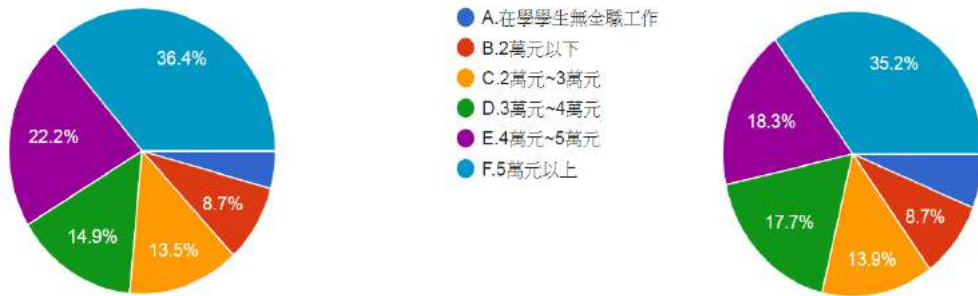 36.4%
22.2%
8.7%
14.9%
13.5%
A.在學學生無全職工作
B.2萬元以下
C.2萬元~3萬元
D.3萬元~4萬元
E.4萬元~5萬元
F.5萬元以上
35.2%
18.3%
8.7%
17.7%
13.9%